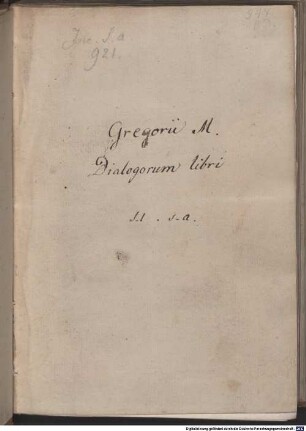 Inc. s.a.
921.
Gregorii M.
Dialogorum libri
s.l. s.a.